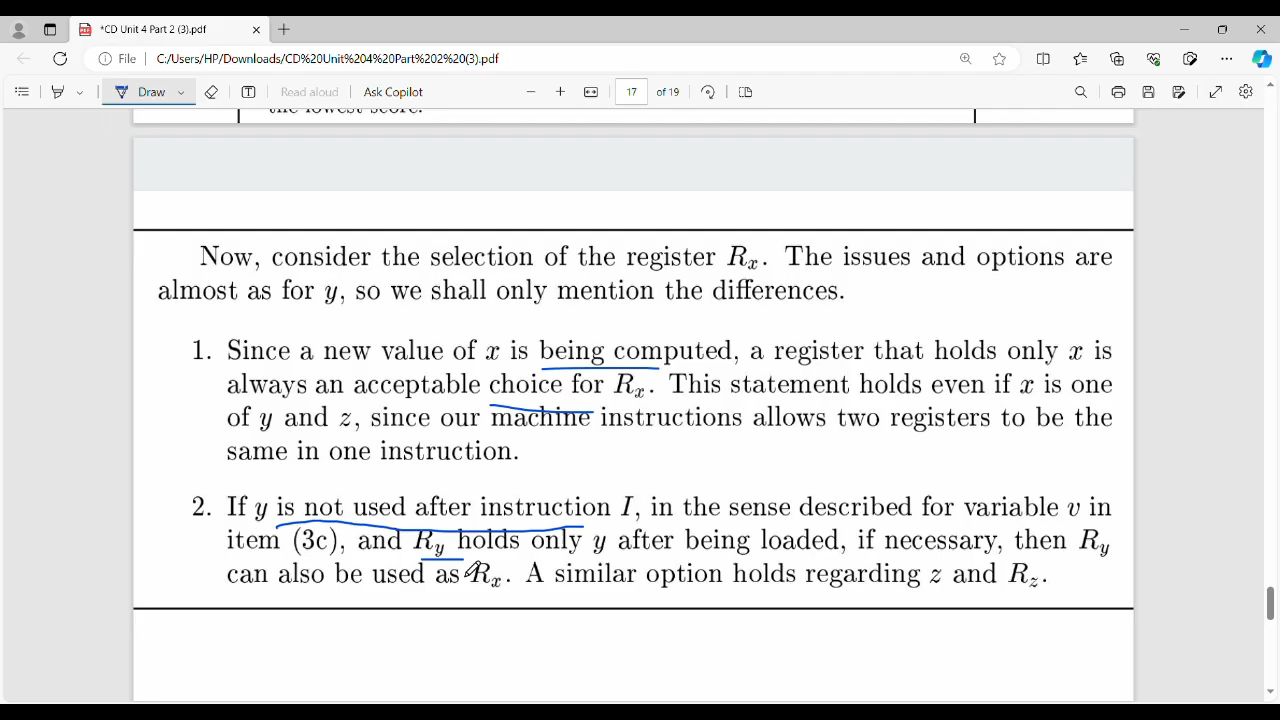 *CD Unit 4 Part 2 (3).pdf
File C:/Users/HP/Downloads/CD%20Unit%204%20Part%202%20(3).pdf
Draw Read aloud Ask Copilot 17 of 19
the lowest score.
Now, consider the selection of the register Rx. The issues and options are
almost as for y, so we shall only mention the differences.
1. Since a new value of x is being computed, a register that holds only x is
always an acceptable choice for Rx. This statement holds even if x is one
of y and z, since our machine instructions allows two registers to be the
same in one instruction.
2. If y is not used after instruction I, in the sense described for variable v in
item (3c), and Ry holds only y after being loaded, if necessary, then Ry
can also be used as Rx. A similar option holds regarding z and Rz.